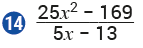 14 (25x² - 169)/(5x - 13)